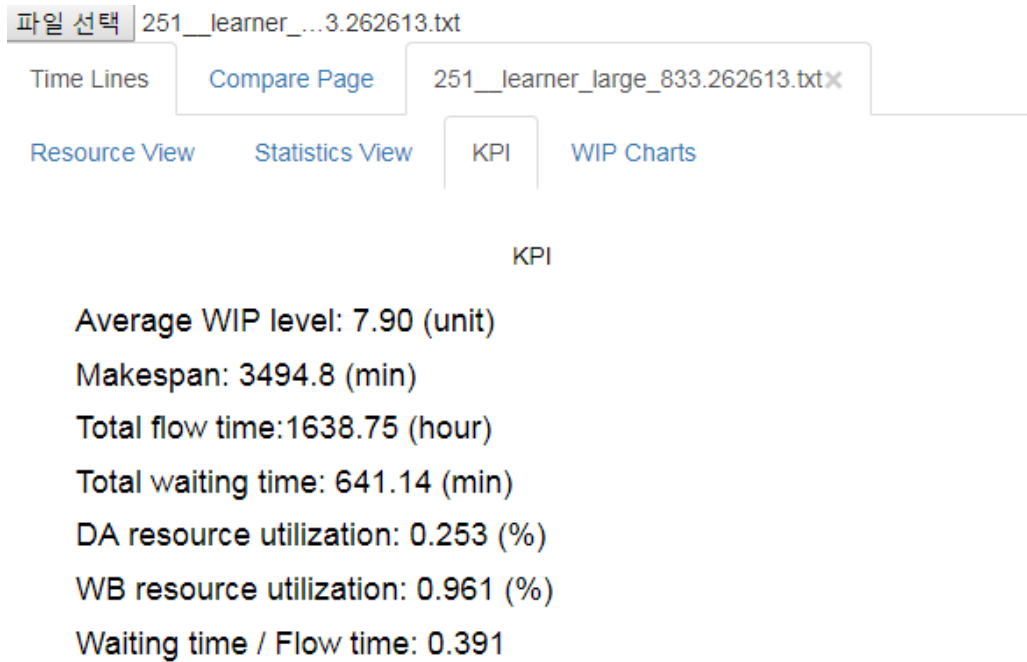 파일 선택 251__learner_...3.262613.txt
Time Lines Compare Page 251__learner_large_833.262613.txt×
Resource View Statistics View KPI WIP Charts
KPI
Average WIP level: 7.90 (unit)
Makespan: 3494.8 (min)
Total flow time:1638.75 (hour)
Total waiting time: 641.14 (min)
DA resource utilization: 0.253 (%)
WB resource utilization: 0.961 (%)
Waiting time / Flow time: 0.391